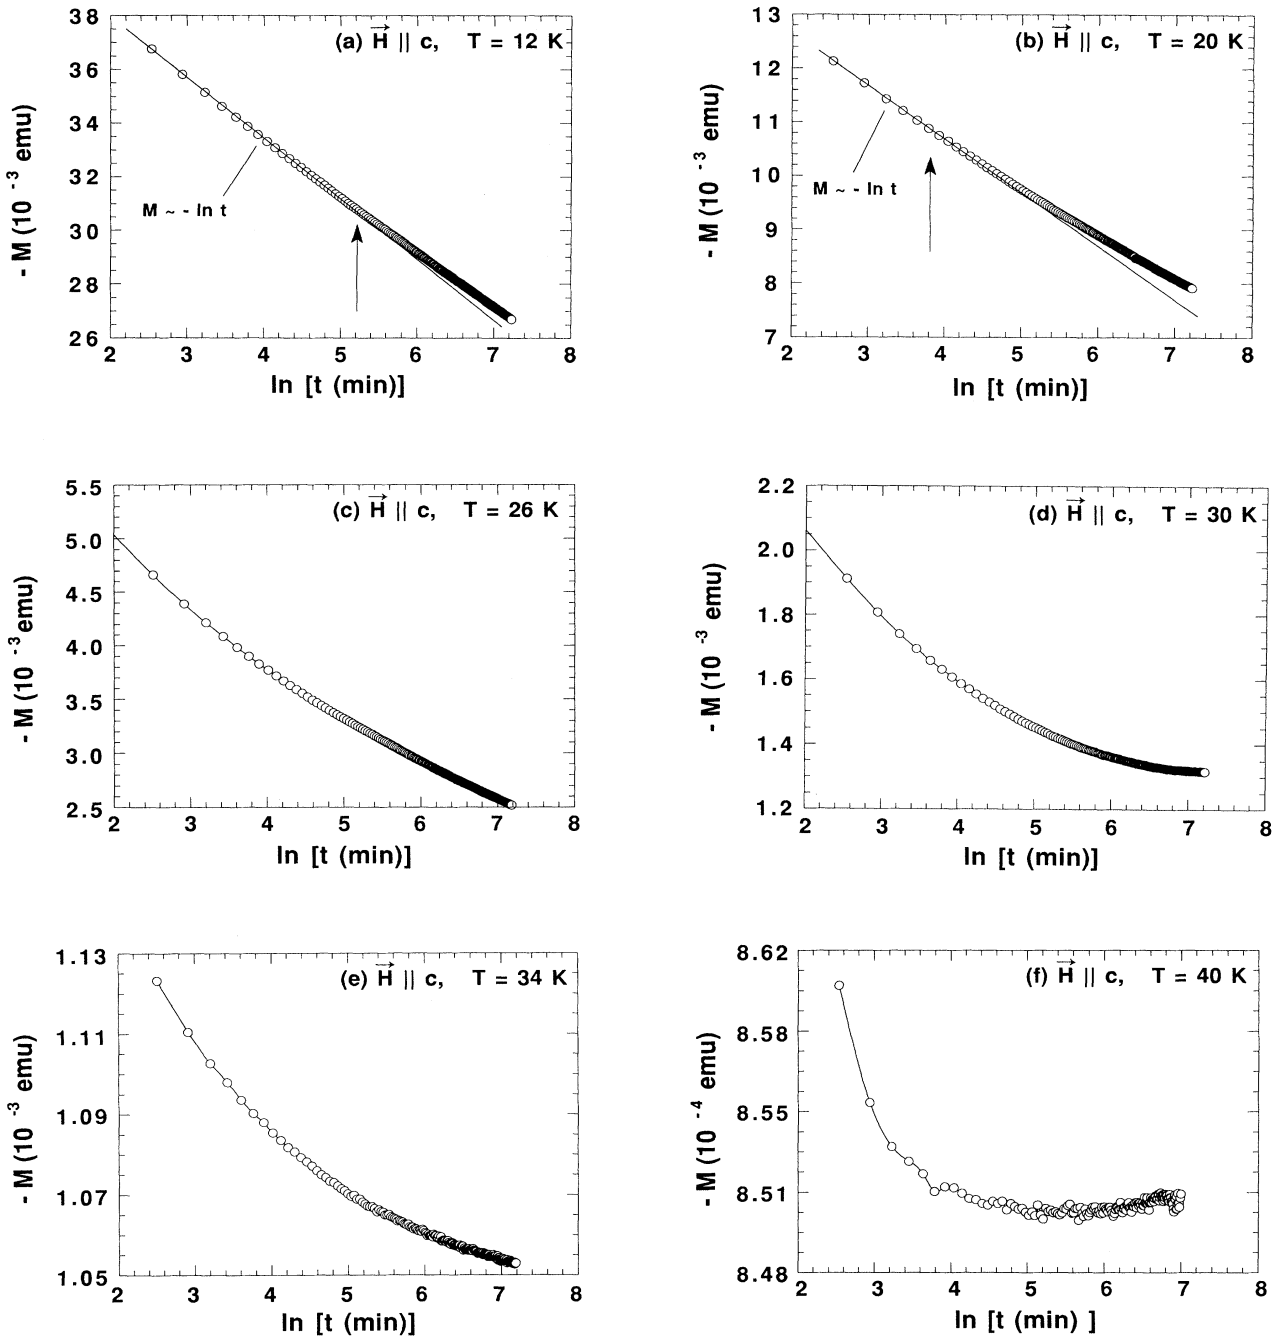 38
36
34
32
30
28
26
- M (10 -3 emu)
(a) H || c, T = 12 K
M ~ - ln t
2 3 4 5 6 7 8
ln [t (min)]
13
12
11
10
9
8
7
- M (10 -3 emu)
(b) H || c, T = 20 K
M ~ - ln t
2 3 4 5 6 7 8
ln [t (min)]
5.5
5.0
4.5
4.0
3.5
3.0
2.5
- M (10 -3 emu)
(c) H || c, T = 26 K
2 3 4 5 6 7 8
ln [t (min)]
2.2
2.0
1.8
1.6
1.4
1.2
- M (10 -3 emu)
(d) H || c, T = 30 K
2 3 4 5 6 7 8
ln [t (min)]
1.13
1.11
1.09
1.07
1.05
- M (10 -3 emu)
(e) H || c, T = 34 K
2 3 4 5 6 7 8
ln [t (min)]
8.62
8.58
8.55
8.51
8.48
- M (10 -4 emu)
(f) H || c, T = 40 K
2 3 4 5 6 7 8
ln [t (min) ]